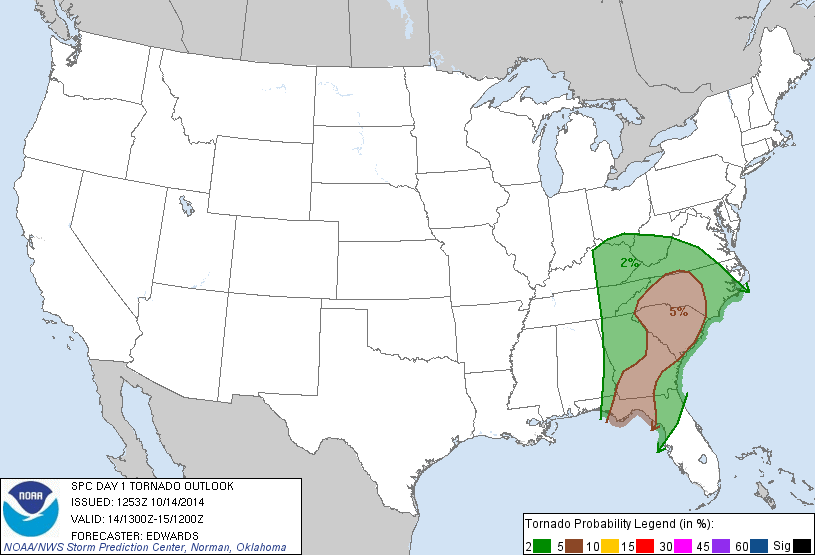 2%
5%
SPC DAY 1 TORNADO OUTLOOK
ISSUED: 1253Z 10/14/2014
VALID: 14/1300Z-15/1200Z
FORECASTER: EDWARDS
NOAA/NWS Storm Prediction Center, Norman, Oklahoma
NOAA
Tornado Probability Legend (in %):
2 5 10 15 30 45 60 Sig